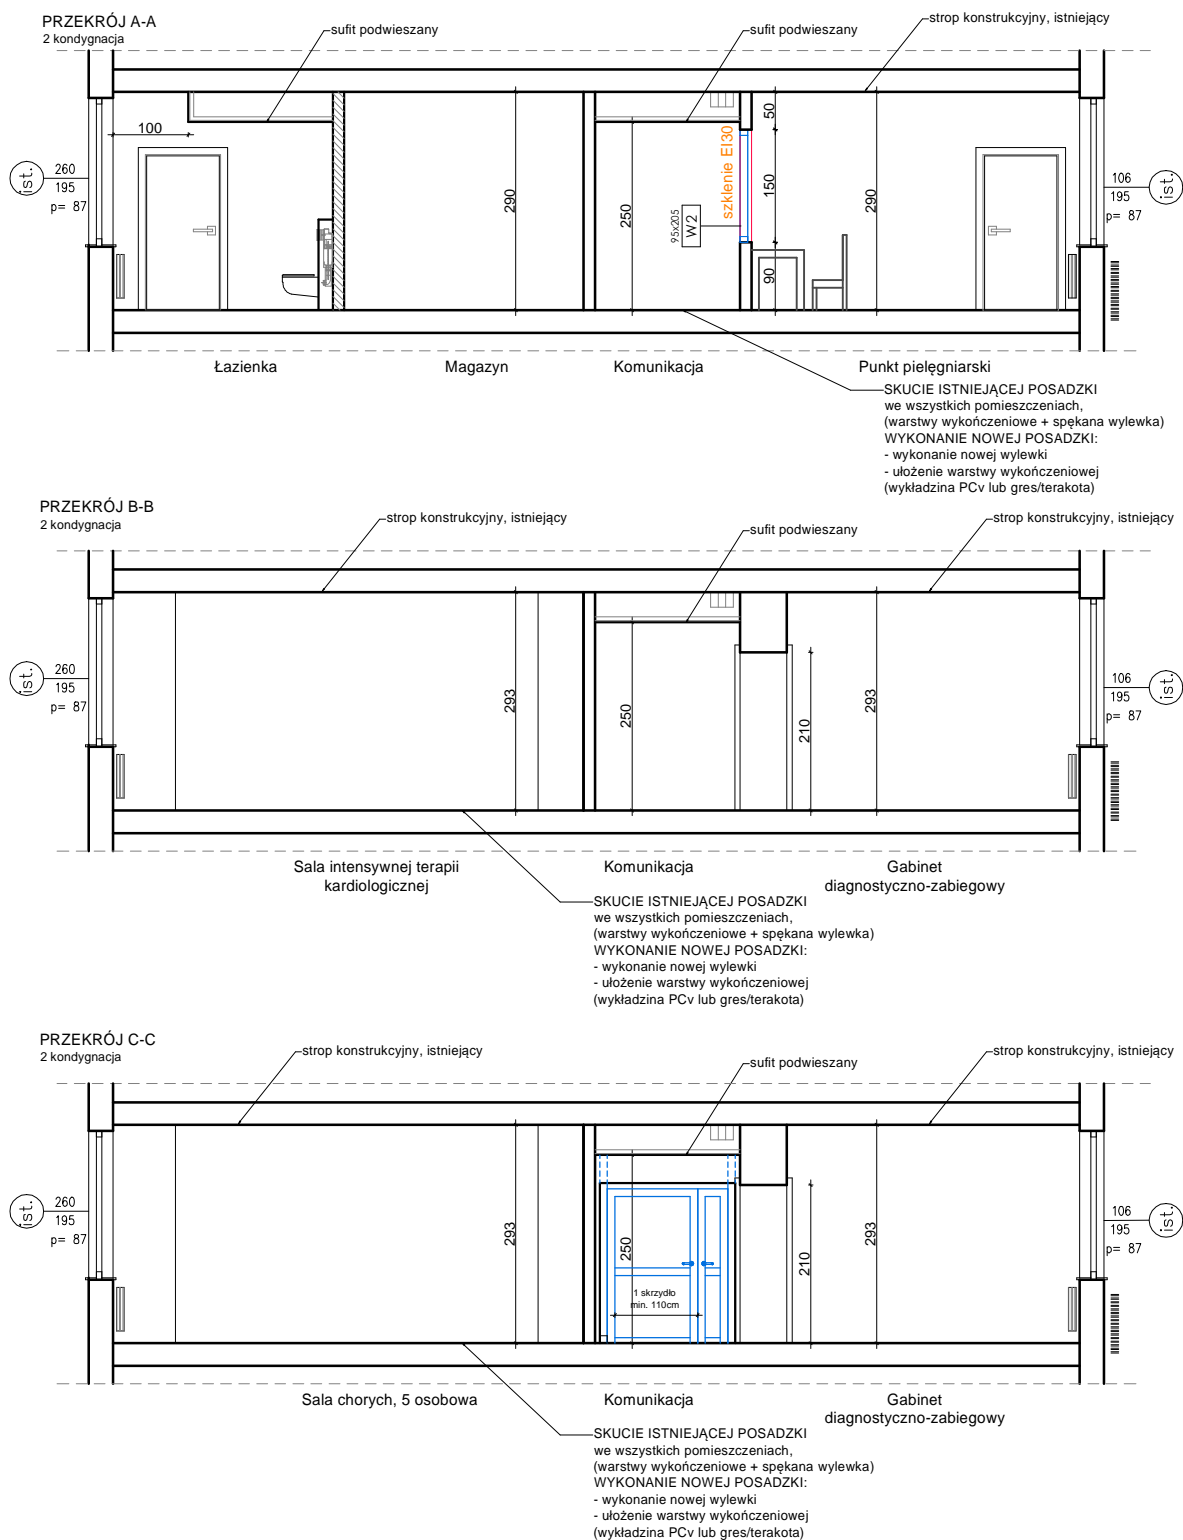 PRZEKRÓJ A-A
2 kondygnacja
sufit podwieszany
sufit podwieszany
strop konstrukcyjny, istniejący
100
ist.
260
195
p= 87
290
250
szklenie EI30
95x205
W2
50
150
90
290
106
195
p= 87
ist.
Łazienka
Magazyn
Komunikacja
Punkt pielęgniarski
SKUCIE ISTNIEJĄCEJ POSADZKI
we wszystkich pomieszczeniach,
(warstwy wykończeniowe + spękana wylewka)
WYKONANIE NOWEJ POSADZKI:
- wykonanie nowej wylewki
- ułożenie warstwy wykończeniowej
(wykładzina PCv lub gres/terakota)
PRZEKRÓJ B-B
2 kondygnacja
strop konstrukcyjny, istniejący
sufit podwieszany
strop konstrukcyjny, istniejący
ist.
260
195
p= 87
293
250
210
293
106
195
p= 87
ist.
Sala intensywnej terapii
kardiologicznej
Komunikacja
Gabinet
diagnostyczno-zabiegowy
SKUCIE ISTNIEJĄCEJ POSADZKI
we wszystkich pomieszczeniach,
(warstwy wykończeniowe + spękana wylewka)
WYKONANIE NOWEJ POSADZKI:
- wykonanie nowej wylewki
- ułożenie warstwy wykończeniowej
(wykładzina PCv lub gres/terakota)
PRZEKRÓJ C-C
2 kondygnacja
strop konstrukcyjny, istniejący
sufit podwieszany
strop konstrukcyjny, istniejący
ist.
260
195
p= 87
293
250
1 skrzydło
min. 110cm
210
293
106
195
p= 87
ist.
Sala chorych, 5 osobowa
Komunikacja
Gabinet
diagnostyczno-zabiegowy
SKUCIE ISTNIEJĄCEJ POSADZKI
we wszystkich pomieszczeniach,
(warstwy wykończeniowe + spękana wylewka)
WYKONANIE NOWEJ POSADZKI:
- wykonanie nowej wylewki
- ułożenie warstwy wykończeniowej
(wykładzina PCv lub gres/terakota)